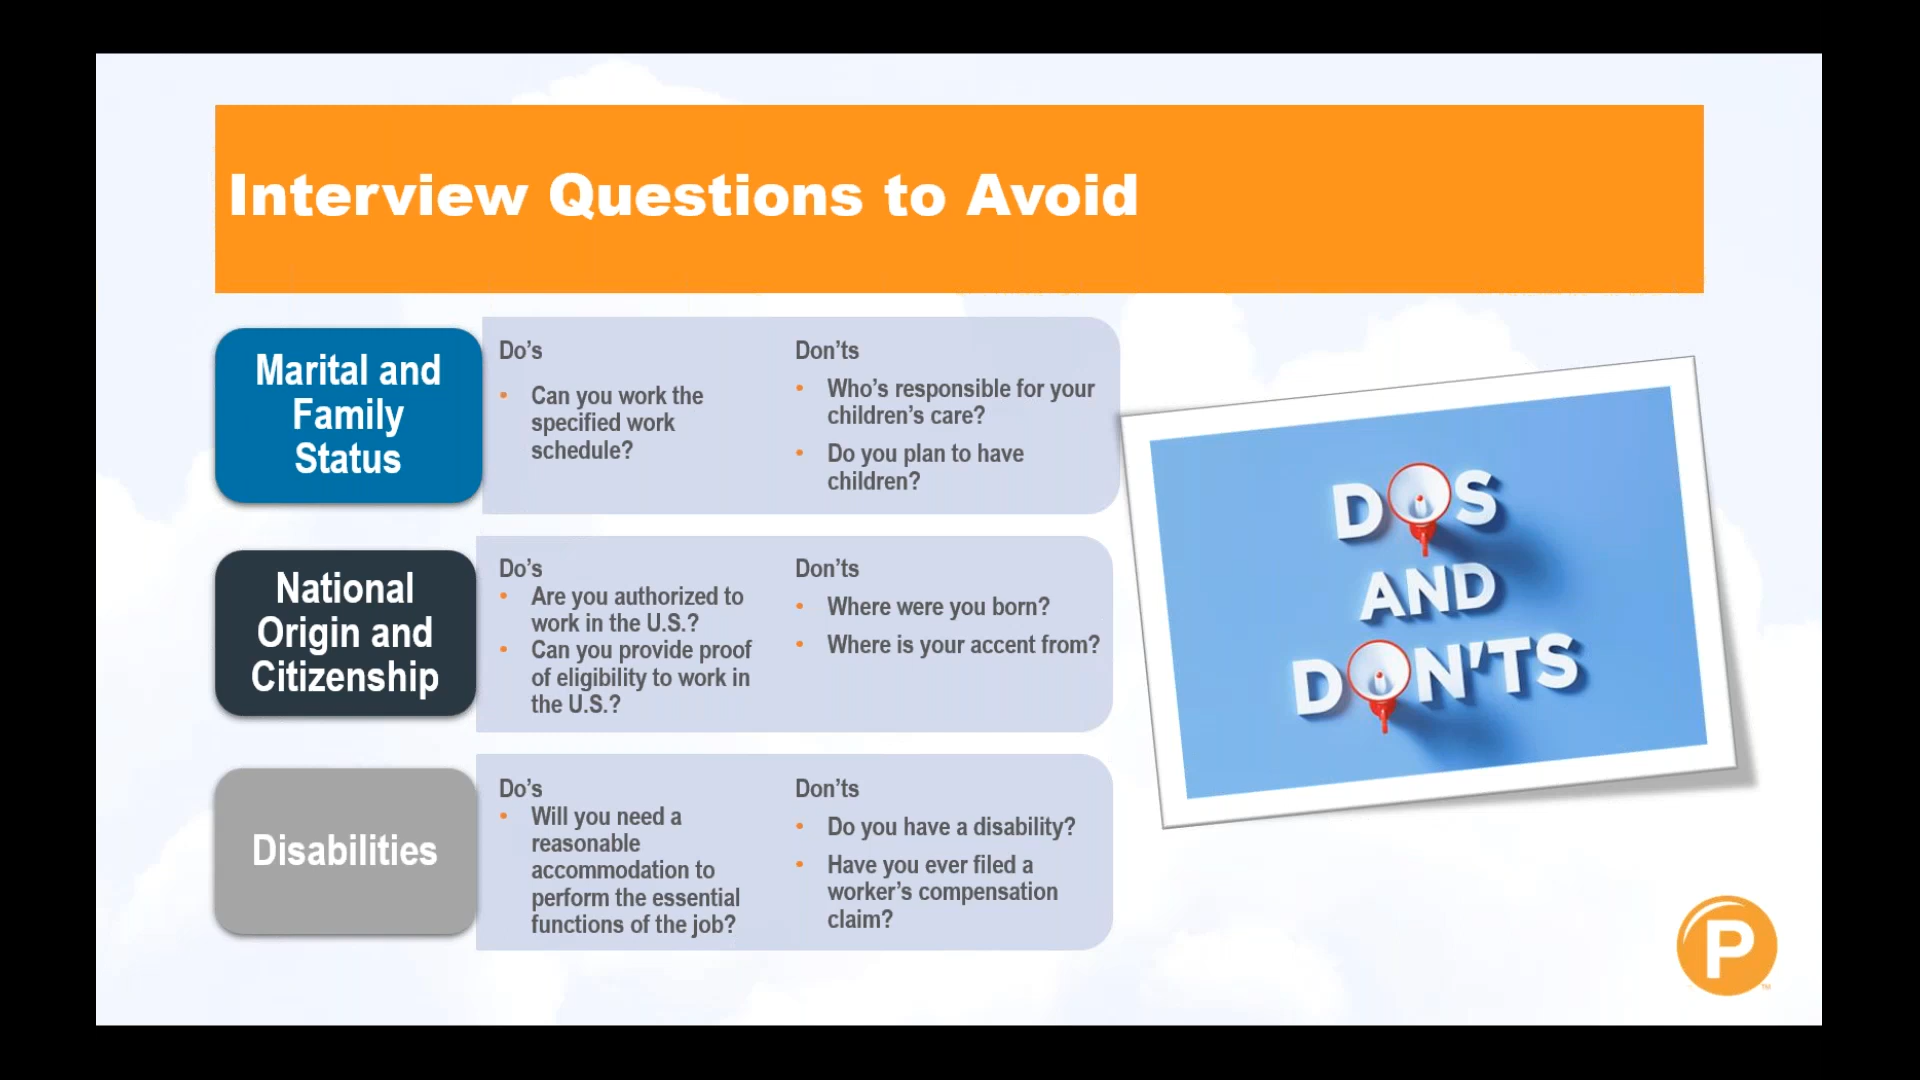 Interview Questions to Avoid
Marital and
Family
Status
Do’s
• Can you work the
specified work
schedule?
Don’ts
• Who’s responsible for your
children’s care?
• Do you plan to have
children?
National
Origin and
Citizenship
Do’s
• Are you authorized to
work in the U.S.?
• Can you provide proof
of eligibility to work in
the U.S.?
Don’ts
• Where were you born?
• Where is your accent from?
Disabilities
Do’s
• Will you need a
reasonable
accommodation to
perform the essential
functions of the job?
Don’ts
• Do you have a disability?
• Have you ever filed a
worker’s compensation
claim?
DOS
AND
DON'TS
P
TM